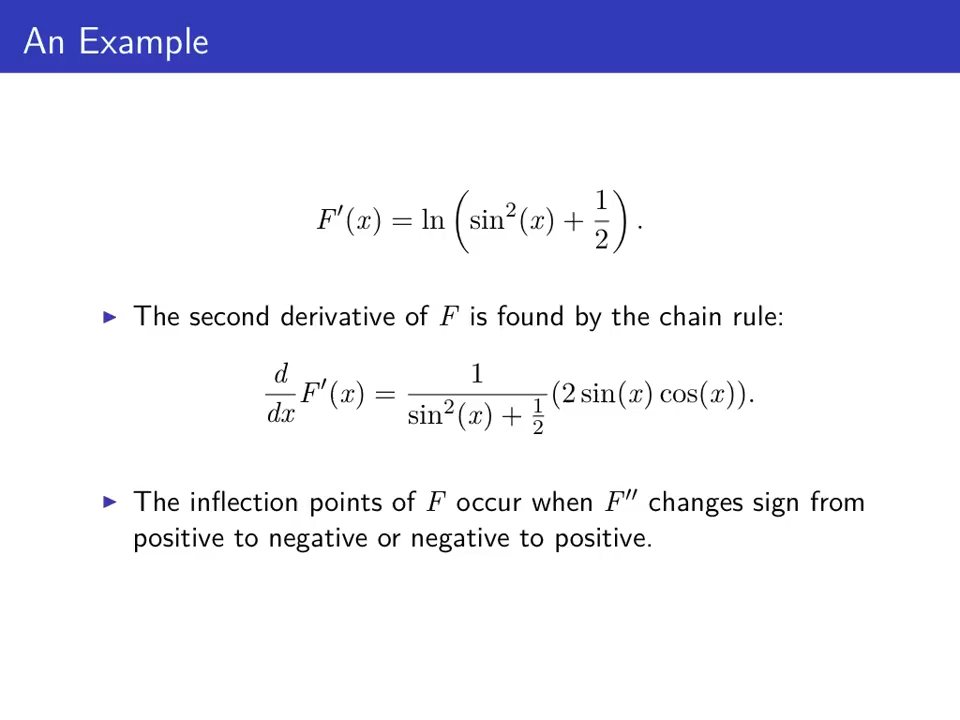 An Example
F′(x) = ln (sin²(x) + 1/2) .
▶ The second derivative of F is found by the chain rule:
d/dx F′(x) = 1/(sin²(x) + 1/2) (2 sin(x) cos(x)).
▶ The inflection points of F occur when F′′ changes sign from
positive to negative or negative to positive.